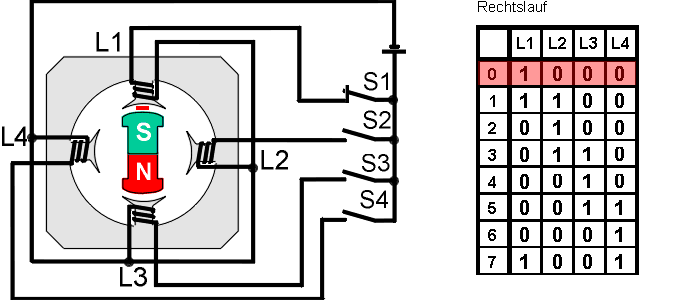 Rechtslauf
L1
L2
L3
L4
S1
S2
S3
S4
S
N
L1 L2 L3 L4
0 1 0 0 0
1 1 1 0 0
2 0 1 0 0
3 0 1 1 0
4 0 0 1 0
5 0 0 1 1
6 0 0 0 1
7 1 0 0 1